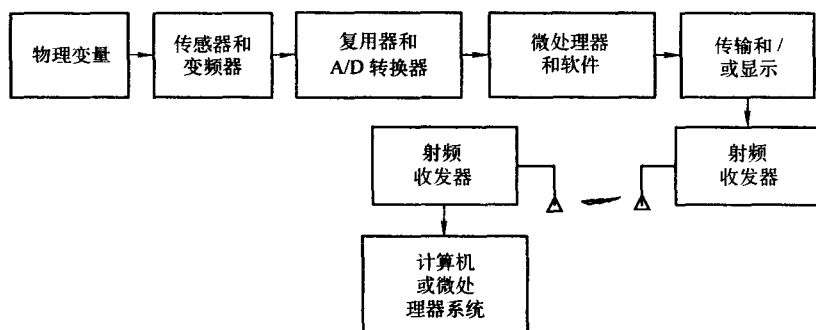 物理变量
传感器和
变频器
复用器和
A/D 转换器
微处理器
和软件
传输和 /
或显示
射频
收发器
射频
收发器
计算机
或微处
理器系统